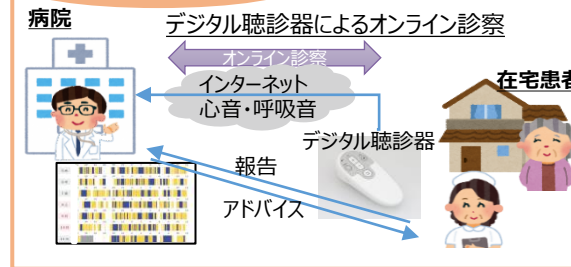 病院
デジタル聴診器によるオンライン診察
オンライン診察
インターネット
心音・呼吸音
在宅患者
デジタル聴診器
報告
アドバイス